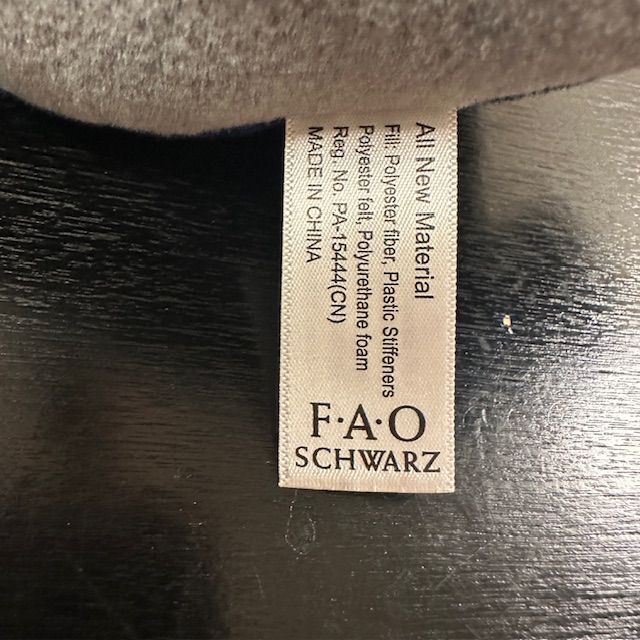 All New Material
Fill: Polyester fiber, Plastic Stiffeners
Polyester felt, Polyurethane foam
Reg. No. PA-15444(CN)
MADE IN CHINA
F·A·O
SCHWARZ